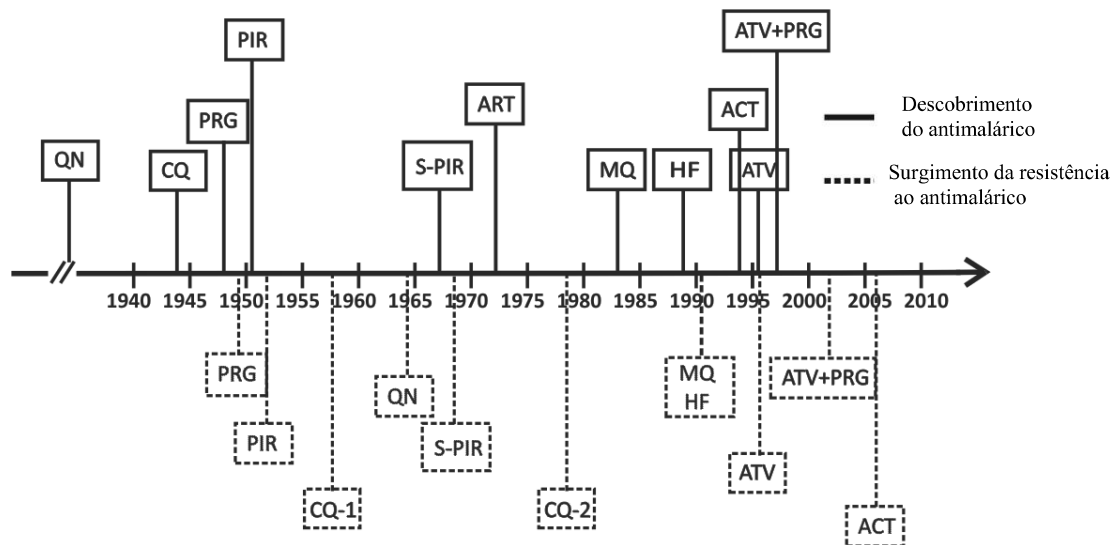 ATV+PRG
PIR
ART
ACT
PRG
QN
CQ
S-PIR
MQ
HF
ATV
Descobrimento
do antimalárico
Surgimento da resistência
ao antimalárico
1940 1945 1950 1955 1960 1965 1970 1975 1980 1985 1990 1995 2000 2005 2010
PRG
MQ
HF
ATV+PRG
QN
PIR
S-PIR
ATV
CQ-1
CQ-2
ACT